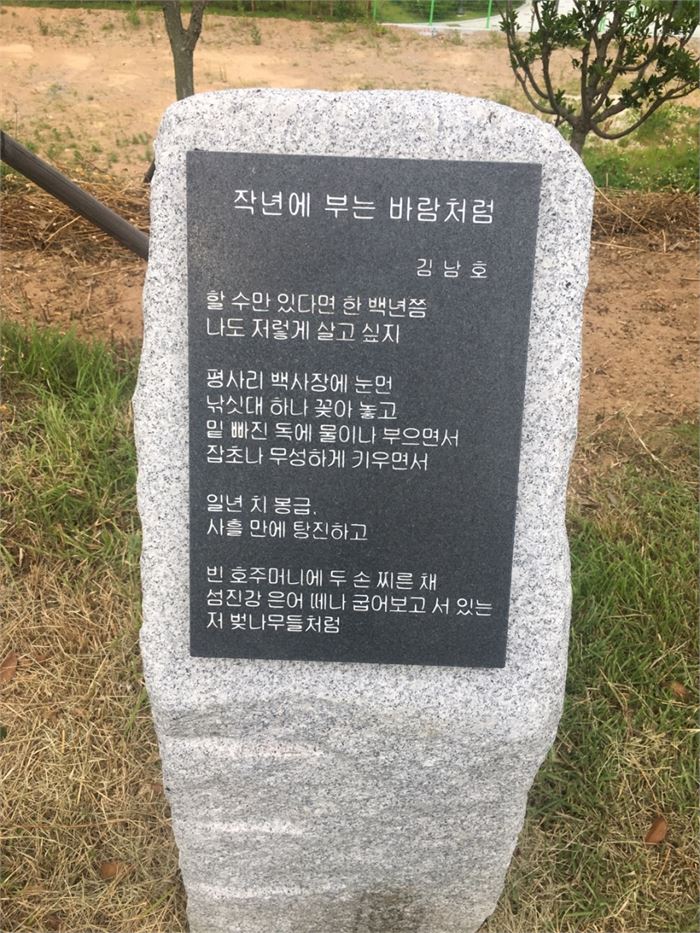 작년에 부는 바람처럼
김남호
할 수만 있다면 한 백년쯤
나도 저렇게 살고 싶지
평사리 백사장에 눈먼
낚싯대 하나 꽂아 놓고
밑 빠진 독에 물이나 부으면서
잡초나 무성하게 키우면서
일년 치 봉급,
사흘 만에 탕진하고
빈 호주머니에 두 손 찌른 채
섬진강 은어 떼나 굽어보고 서 있는
저 벚나무들처럼